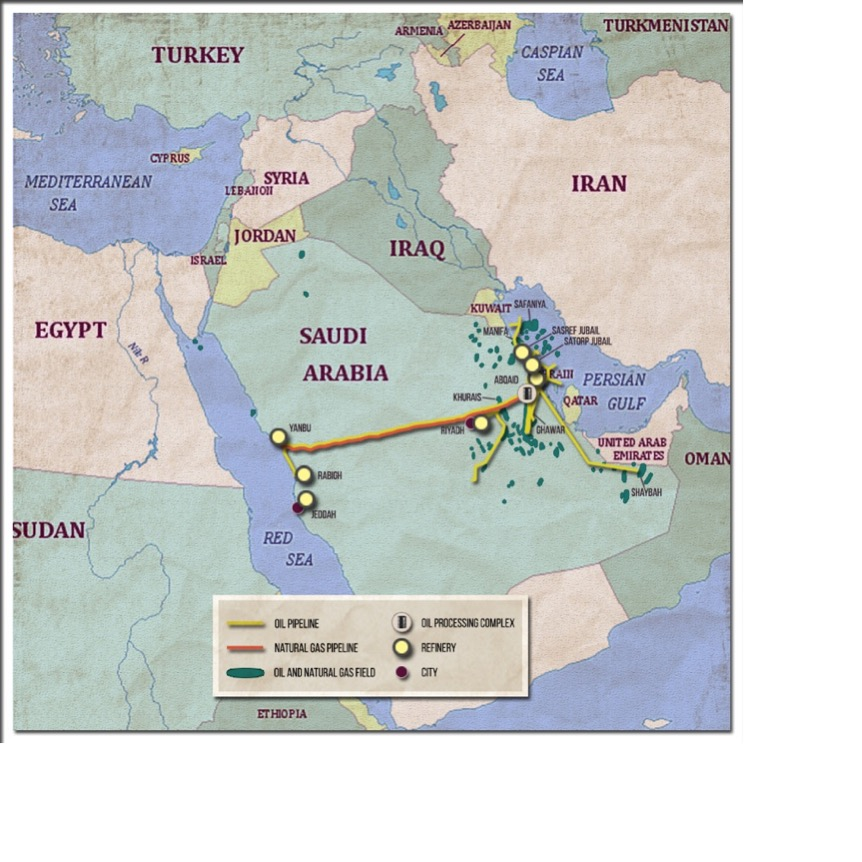 TURKEY
ARMENIA
AZERBAIJAN
TURKMENISTAN
CASPIAN
SEA
CYPRUS
MEDITERRANEAN
SEA
SYRIA
LEBANON
IRAN
JORDAN
IRAQ
ISRAEL
EGYPT
Nile R
SAUDI
ARABIA
KUWAIT
SAFANIYA
MANIFA
SASREF JUBAIL
SATORP JUBAIL
ABQAID
RAIN
PERSIAN
GULF
KHURAIS
QATAR
YANBU
RIYADH
GHAWAR
UNITED ARAB
EMIRATES
OMAN
RABIGH
SHAYBAH
JEDDAH
SUDAN
RED
SEA
OIL PIPELINE
NATURAL GAS PIPELINE
OIL AND NATURAL GAS FIELD
OIL PROCESSING COMPLEX
REFINERY
CITY
ETHIOPIA